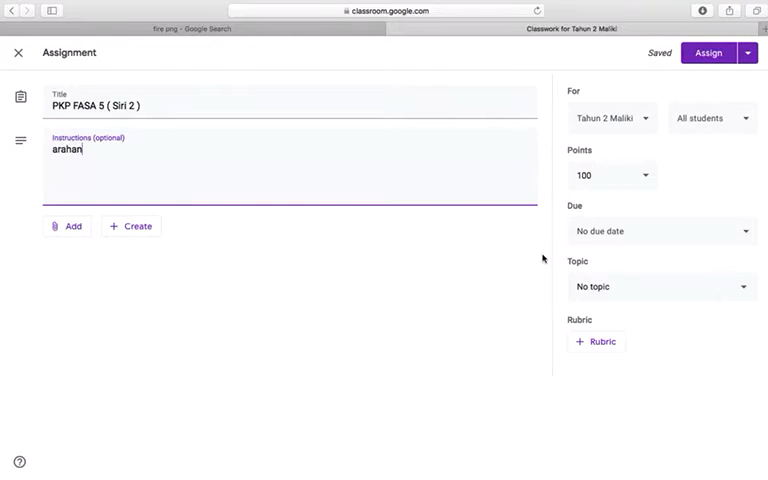 classroom.google.com
fire png - Google Search
Classwork for Tahun 2 Maliki
Assignment
Saved
Assign
Title
PKP FASA 5 ( Siri 2 )
Instructions (optional)
arahan
Add
Create
For
Tahun 2 Maliki
All students
Points
100
Due
No due date
Topic
No topic
Rubric
+ Rubric